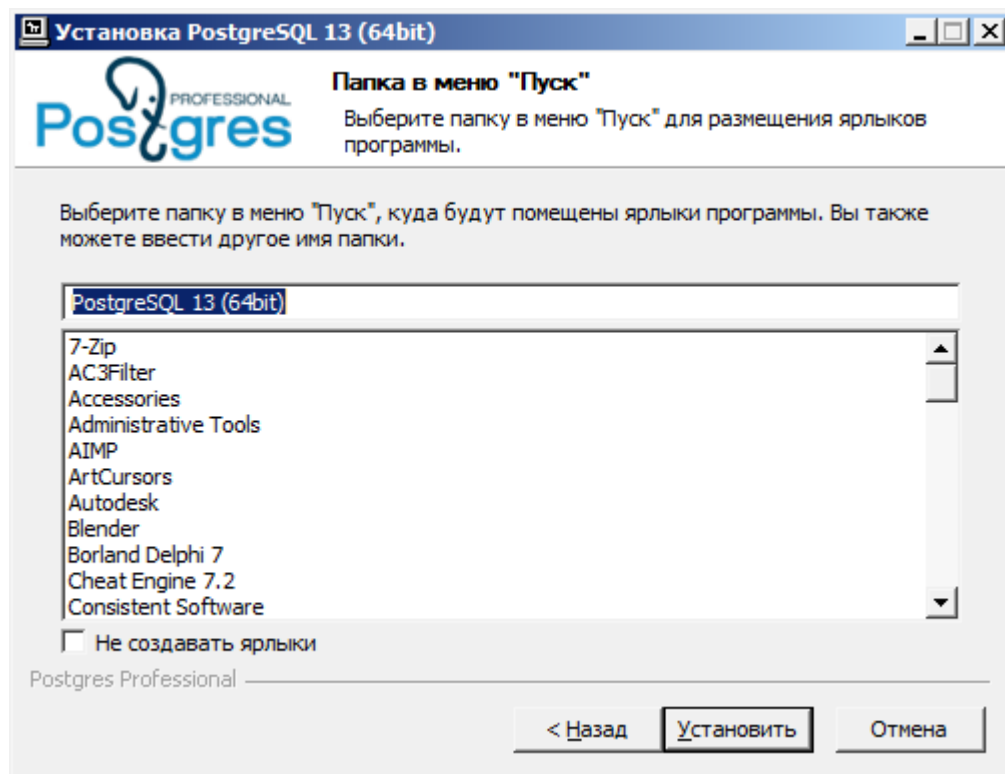 Установка PostgreSQL 13 (64bit)
PROFESSIONAL
Postgres
Папка в меню "Пуск"
Выберите папку в меню "Пуск" для размещения ярлыков
программы.
Выберите папку в меню "Пуск", куда будут помещены ярлыки программы. Вы также
можете ввести другое имя папки.
PostgreSQL 13 (64bit)
7-Zip
AC3Filter
Accessories
Administrative Tools
AIMP
ArtCursors
Autodesk
Blender
Borland Delphi 7
Cheat Engine 7.2
Consistent Software
Не создавать ярлыки
Postgres Professional
< Назад Установить Отмена